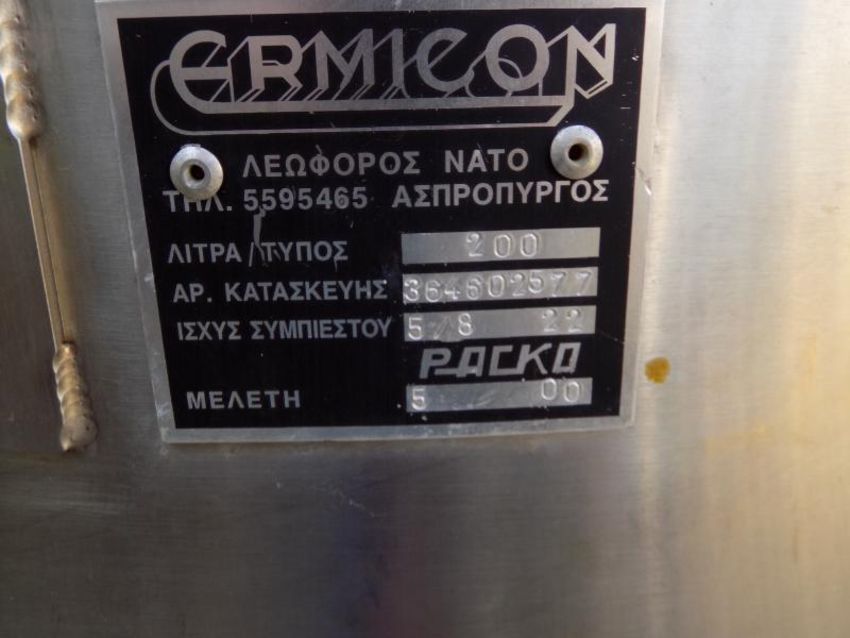 ERMICON
ΛΕΩΦΟΡΟΣ ΝΑΤΟ
ΤΗΛ. 5595465 ΑΣΠΡΟΠΥΡΓΟΣ
ΛΙΤΡΑ/ΤΥΠΟΣ 200
ΑΡ. ΚΑΤΑΣΚΕΥΗΣ 364602577
ΙΣΧΥΣ ΣΥΜΠΙΕΣΤΟΥ 5/8 22
PACKO
ΜΕΛΕΤΗ 5 00